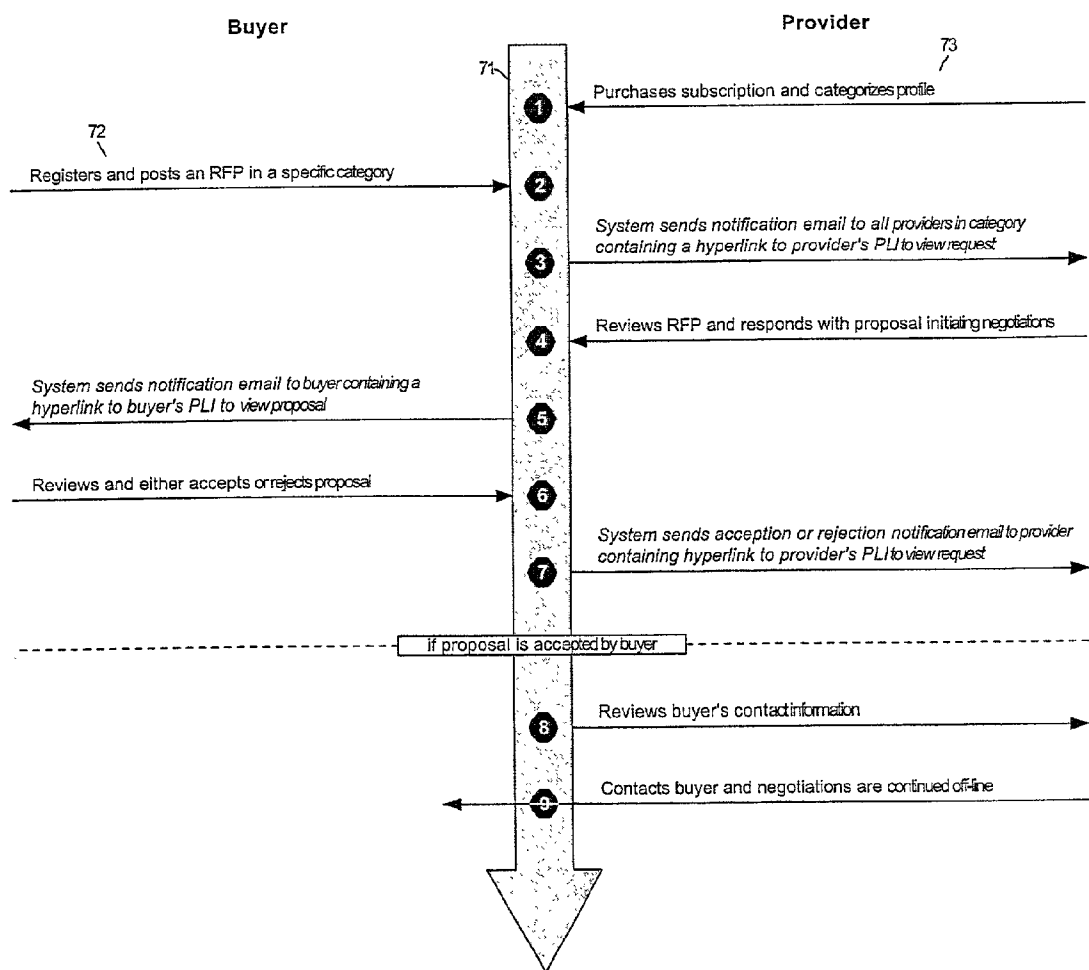 Buyer
Provider
71
73
Purchases subscription and categorizes profile
1
72
Registers and posts an RFP in a specific category
2
System sends notification email to all providers in category
containing a hyperlink to provider's PLI to view request
3
Reviews RFP and responds with proposal initiating negotiations
4
System sends notification email to buyer containing a
hyperlink to buyer's PLI to view proposal
5
Reviews and either accepts or rejects proposal
6
System sends acception or rejection notification email to provider
containing hyperlink to provider's PLI to view request
7
if proposal is accepted by buyer
Reviews buyer's contact information
8
Contacts buyer and negotiations are continued off-line
9